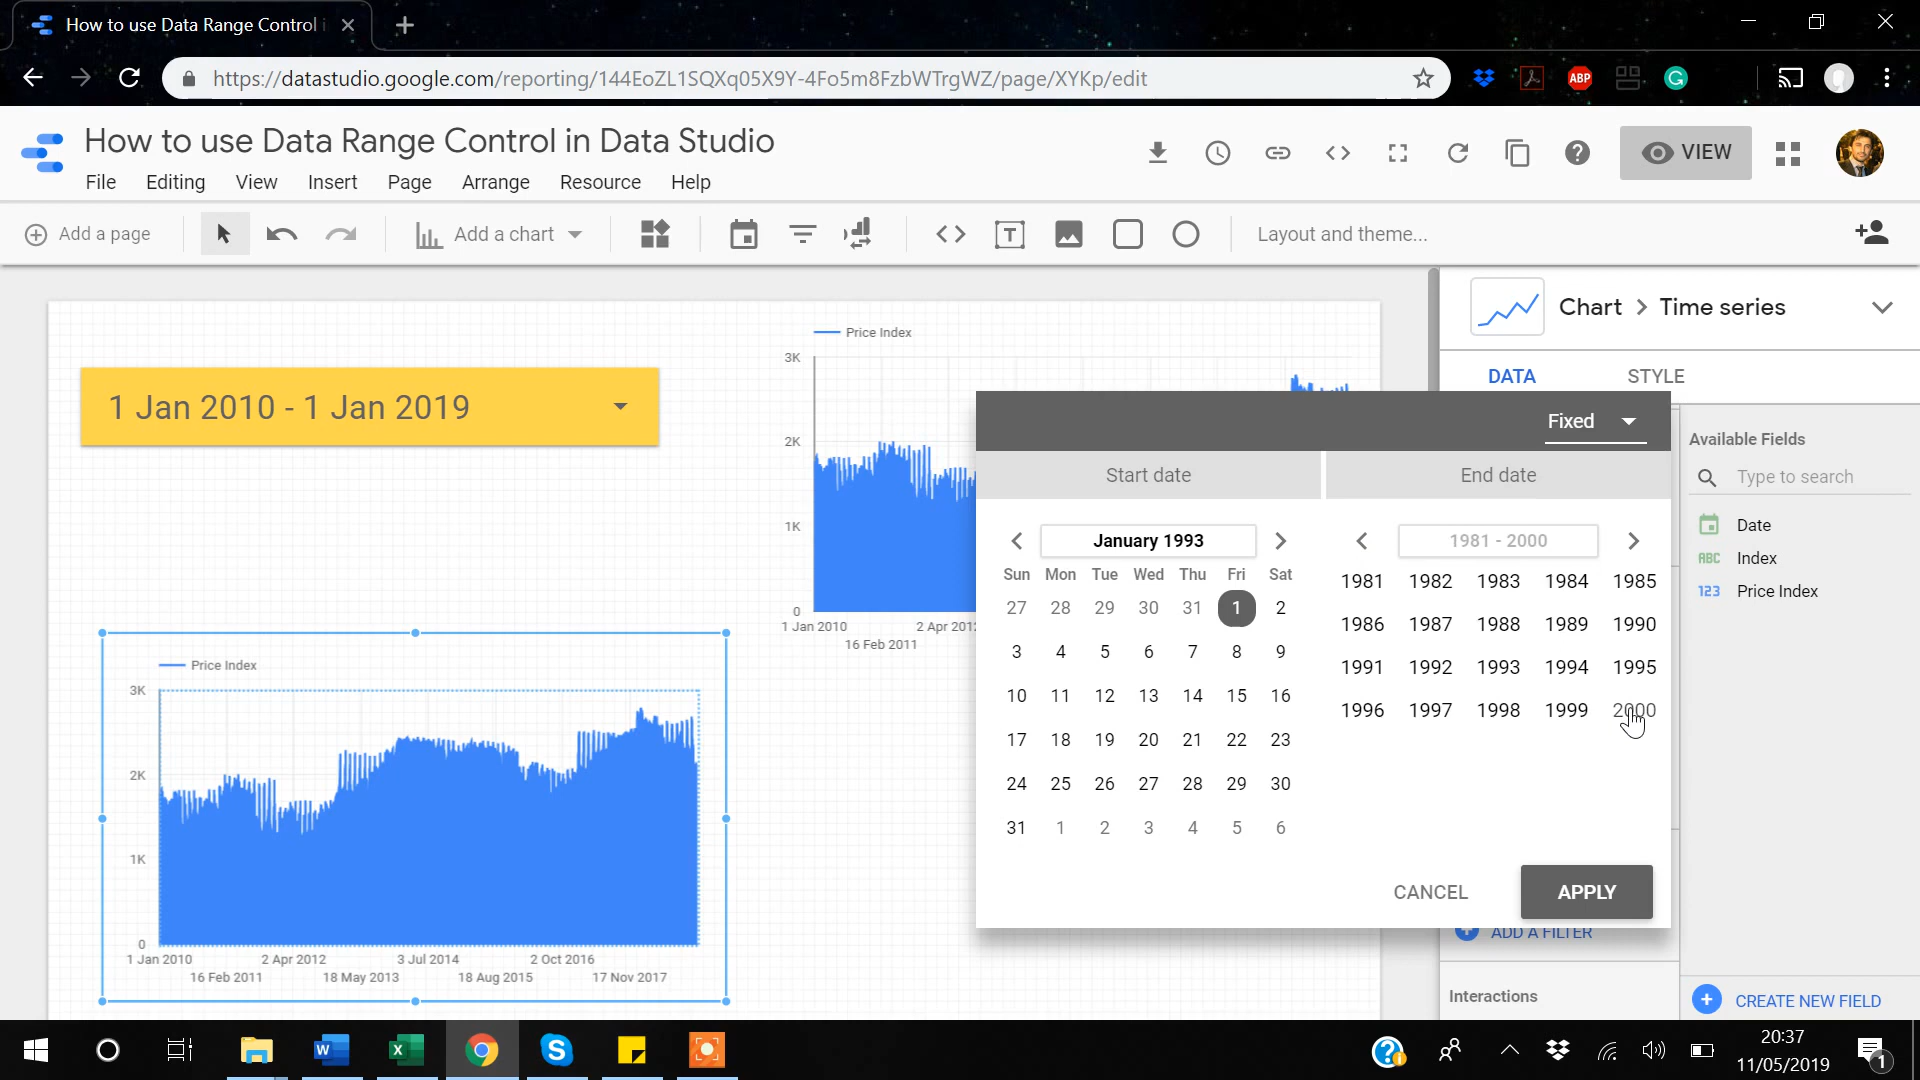 How to use Data Range Control i
https://datastudio.google.com/reporting/144EoZL1SQXq05X9Y-4Fo5m8FzbWTrgWZ/page/XYKp/edit
ABP
How to use Data Range Control in Data Studio
File Editing View Insert Page Arrange Resource Help
VIEW
Add a page
Add a chart
Layout and theme...
1 Jan 2010 - 1 Jan 2019
Price Index
3K
2K
1K
0
1 Jan 2010
16 Feb 2011
2 Apr 2012
Price Index
3K
2K
1K
0
1 Jan 2010 2 Apr 2012 3 Jul 2014 2 Oct 2016
16 Feb 2011 18 May 2013 18 Aug 2015 17 Nov 2017
Fixed
Start date
January 1993
Sun Mon Tue Wed Thu Fri Sat
27 28 29 30 31 1 2
3 4 5 6 7 8 9
10 11 12 13 14 15 16
17 18 19 20 21 22 23
24 25 26 27 28 29 30
31 1 2 3 4 5 6
End date
1981 - 2000
1981 1982 1983 1984 1985
1986 1987 1988 1989 1990
1991 1992 1993 1994 1995
1996 1997 1998 1999 2000
CANCEL APPLY
Chart > Time series
DATA STYLE
Available Fields
Type to search
Date
ABC Index
123 Price Index
ADD A FILTER
Interactions
CREATE NEW FIELD
20:37
11/05/2019
1